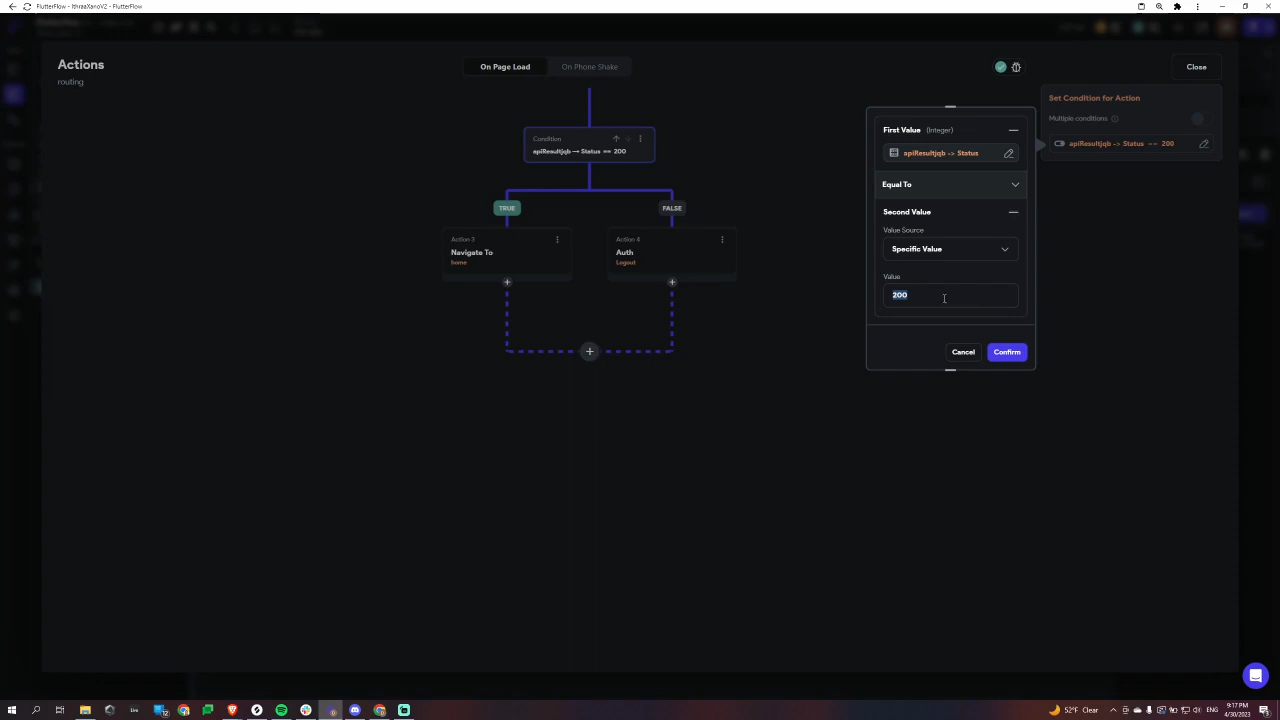 FlutterFlow - IthraaXanoV2 - FlutterFlow
Actions
routing
On Page Load
On Phone Shake
Close
Condition
apiResultjqb → Status == 200
TRUE
FALSE
Action 3
Navigate To
home
Action 4
Auth
Logout
First Value (Integer)
apiResultjqb -> Status
Equal To
Second Value
Value Source
Specific Value
Value
200
Cancel
Confirm
Set Condition for Action
Multiple conditions
apiResultjqb -> Status == 200
52°F Clear
ENG
9:17 PM
4/30/2023